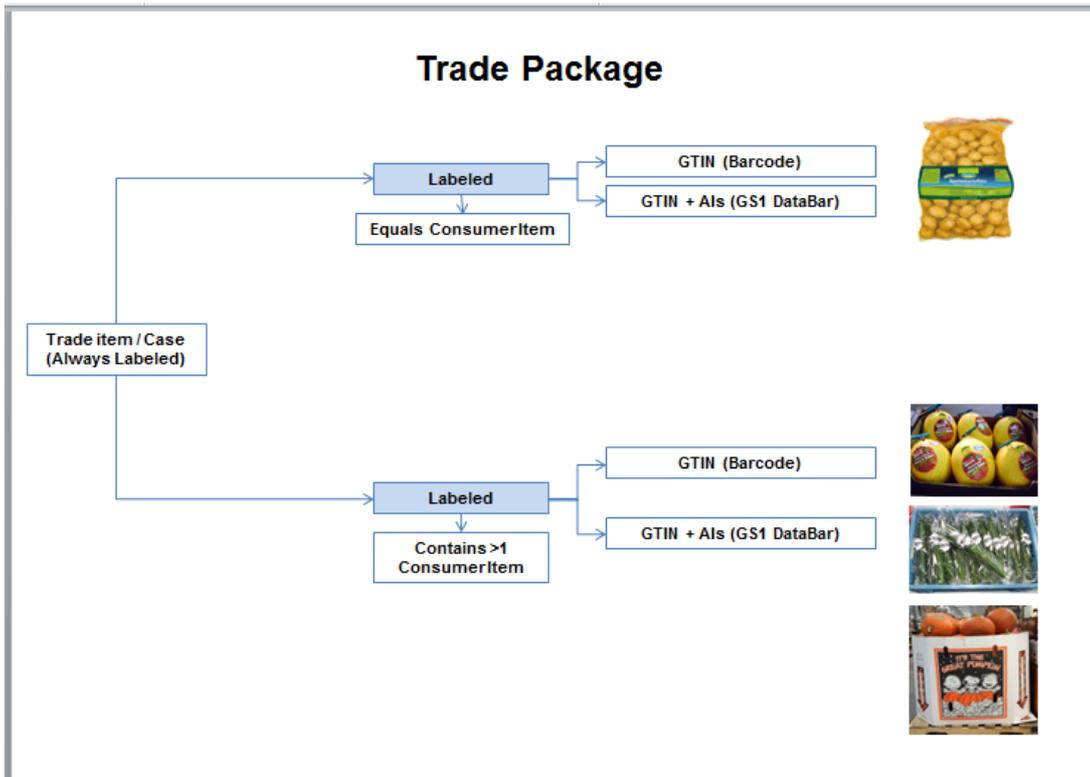 Trade Package
Labeled
GTIN (Barcode)
GTIN + AIs (GS1 DataBar)
Equals ConsumerItem
Trade item / Case
(Always Labeled)
Labeled
GTIN (Barcode)
GTIN + AIs (GS1 DataBar)
Contains >1
ConsumerItem
IT'S THE
GREAT PUMPKIN